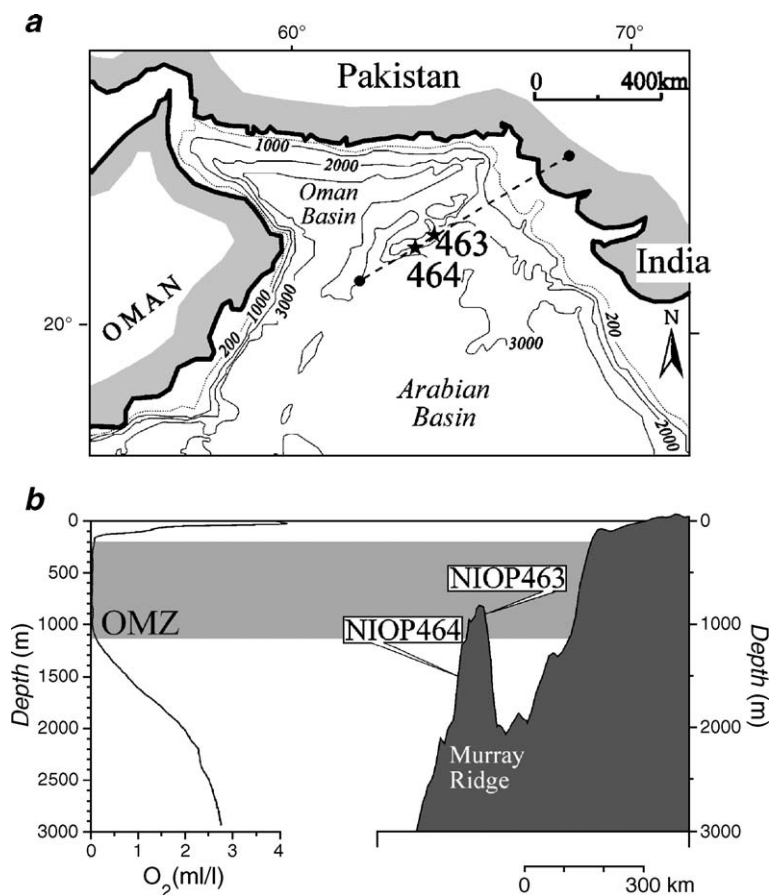 a
60°
70°
Pakistan
0 400km
1000
2000
Oman
Basin
463
464
India
OMAN
N
20°
200
1000
3000
200
3000
Arabian
Basin
2000
b
0
500
1000
1500
2000
2500
3000
Depth (m)
OMZ
NIOP463
NIOP464
Murray
Ridge
0
1000
2000
3000
Depth (m)
0 1 2 3 4
O₂(ml/l)
0 300 km